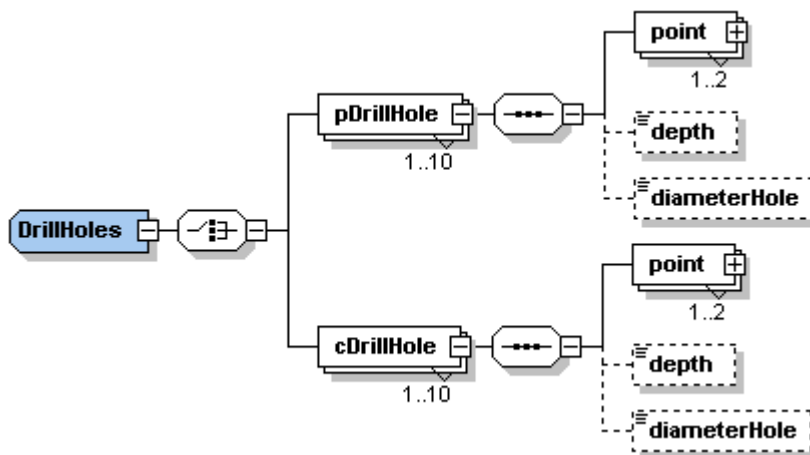 point
1..2
pDrillHole
1..10
depth
diameterHole
DrillHoles
point
1..2
cDrillHole
1..10
depth
diameterHole